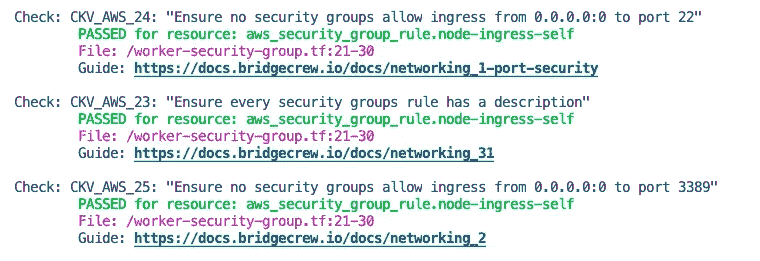 Check: CKV_AWS_24: "Ensure no security groups allow ingress from 0.0.0.0:0 to port 22"
PASSED for resource: aws_security_group_rule.node-ingress-self
File: /worker-security-group.tf:21-30
Guide: https://docs.bridgecrew.io/docs/networking_1-port-security
Check: CKV_AWS_23: "Ensure every security groups rule has a description"
PASSED for resource: aws_security_group_rule.node-ingress-self
File: /worker-security-group.tf:21-30
Guide: https://docs.bridgecrew.io/docs/networking_31
Check: CKV_AWS_25: "Ensure no security groups allow ingress from 0.0.0.0:0 to port 3389"
PASSED for resource: aws_security_group_rule.node-ingress-self
File: /worker-security-group.tf:21-30
Guide: https://docs.bridgecrew.io/docs/networking_2